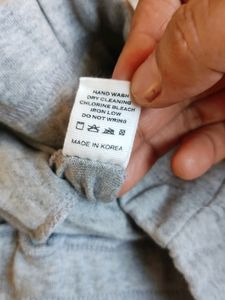 HAND WASH
DRY CLEANING
CHLORINE BLEACH
IRON LOW
DO NOT WRING
MADE IN KOREA